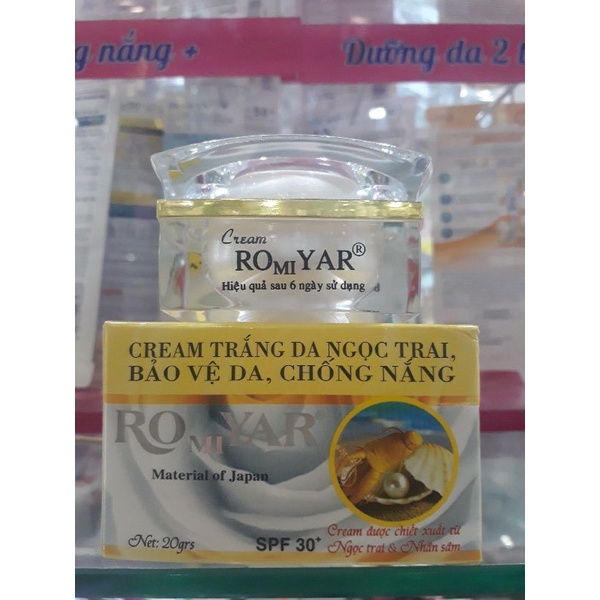 g nắng +
Dưỡng da 2
Cream
ROMIYAR®
Hiệu quả sau 6 ngày sử dụng
CREAM TRẮNG DA NGỌC TRAI,
BẢO VỆ DA, CHỐNG NẮNG
ROMIYAR®
Material of Japan
Net: 20grs
SPF 30+
Cream được chiết xuất từ
Ngọc trai & Nhân sâm